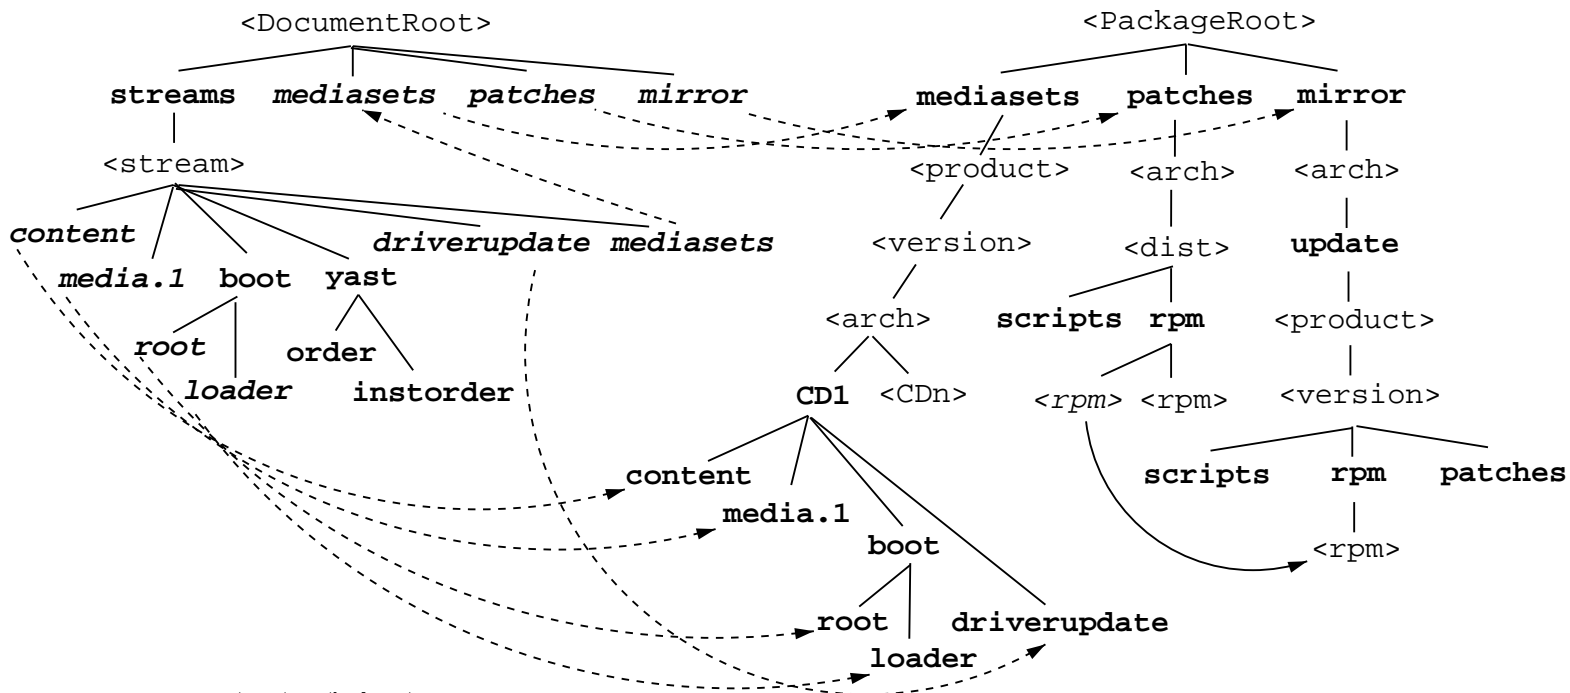 <DocumentRoot>
<PackageRoot>
streams mediasets patches mirror
mediasets patches mirror
<stream>
<product> <arch> <arch>
content driverupdate mediasets
<version> <dist> update
media.1 boot yast
<arch> scripts rpm <product>
root order
loader instorder
CD1 <CDn> <rpm> <rpm> <version>
content
scripts rpm patches
media.1
boot
<rpm>
root driverupdate
loader